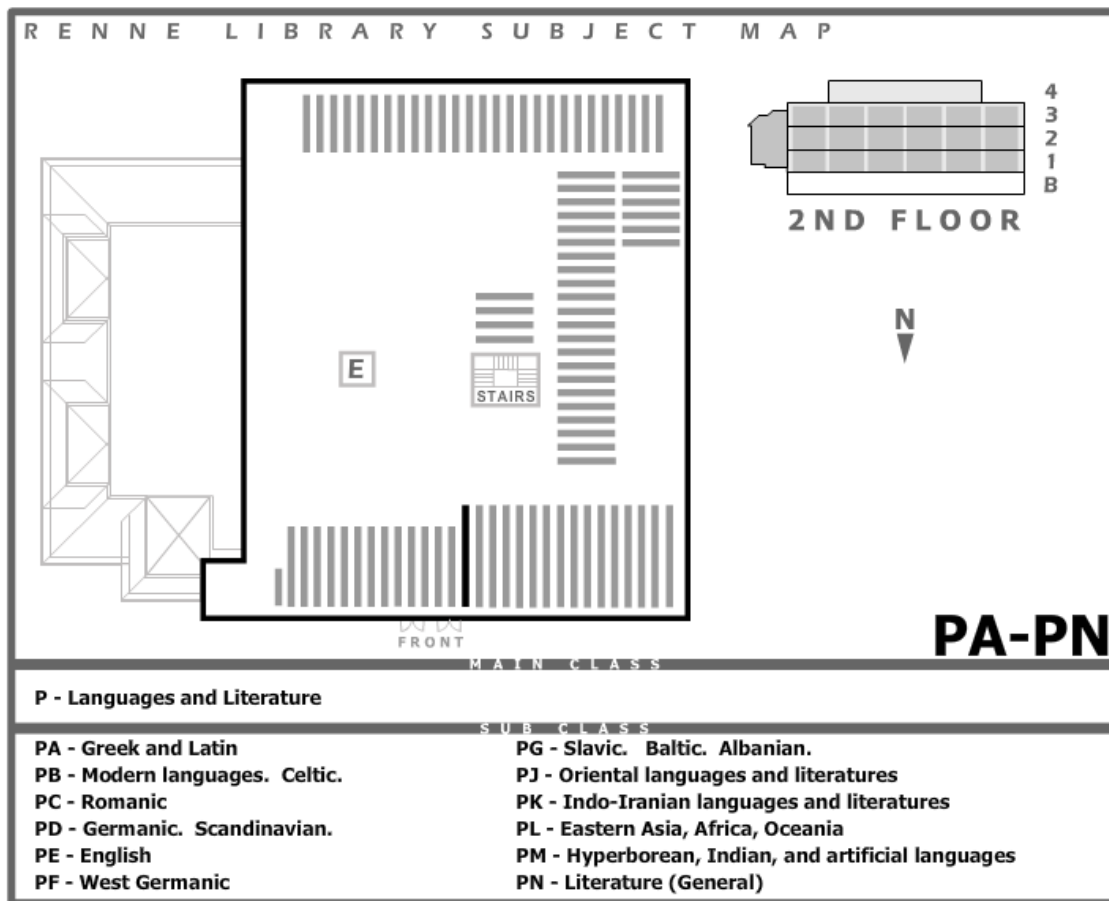 RENNE LIBRARY SUBJECT MAP
4
3
2
1
B
2ND FLOOR
N
E
STAIRS
FRONT
PA-PN
MAIN CLASS
P - Languages and Literature
SUB CLASS
PA - Greek and Latin
PB - Modern languages. Celtic.
PC - Romanic
PD - Germanic. Scandinavian.
PE - English
PF - West Germanic
PG - Slavic. Baltic. Albanian.
PJ - Oriental languages and literatures
PK - Indo-Iranian languages and literatures
PL - Eastern Asia, Africa, Oceania
PM - Hyperborean, Indian, and artificial languages
PN - Literature (General)